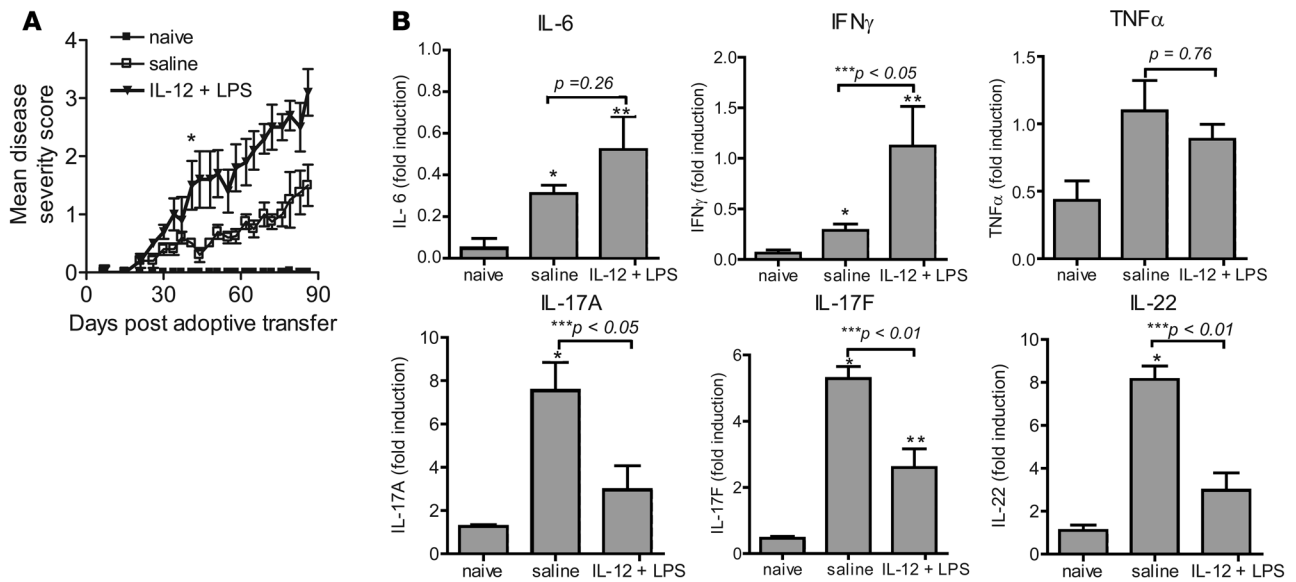 A
4
3
2
1
0
Mean disease
severity score
naive
saline
IL-12 + LPS
*
0 30 60 90
Days post adoptive transfer
B
IL-6
1.0
0.8
0.6
0.4
0.2
0.0
IL- 6 (fold induction)
p =0.26
*
**
naive saline IL-12 + LPS
IFNγ
2.0
1.5
1.0
0.5
0.0
IFNγ (fold induction)
***p < 0.05
*
**
naive saline IL-12 + LPS
TNFα
1.5
1.0
0.5
0.0
TNFα (fold induction)
p = 0.76
naive saline IL-12 + LPS
IL-17A
10
8
6
4
2
0
IL-17A (fold induction)
***p < 0.05
*
naive saline IL-12 + LPS
IL-17F
6
4
2
0
IL-17F (fold induction)
***p < 0.01
*
**
naive saline IL-12 + LPS
IL-22
10
8
6
4
2
0
IL-22 (fold induction)
***p < 0.01
*
naive saline IL-12 + LPS